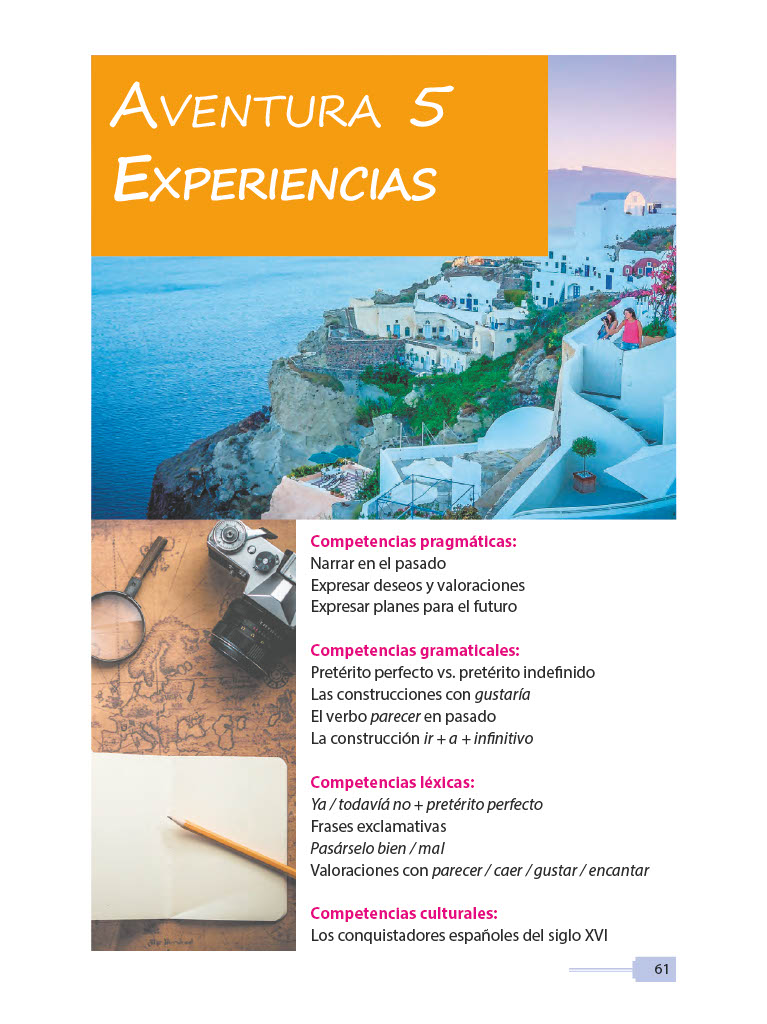 AVENTURA 5
EXPERIENCIAS
Competencias pragmáticas:
Narrar en el pasado
Expresar deseos y valoraciones
Expresar planes para el futuro
Competencias gramaticales:
Pretérito perfecto vs. pretérito indefinido
Las construcciones con gustaría
El verbo parecer en pasado
La construcción ir + a + infinitivo
Competencias léxicas:
Ya / todavíá no + pretérito perfecto
Frases exclamativas
Pasárselo bien / mal
Valoraciones con parecer / caer / gustar / encantar
Competencias culturales:
Los conquistadores españoles del siglo XVI
61